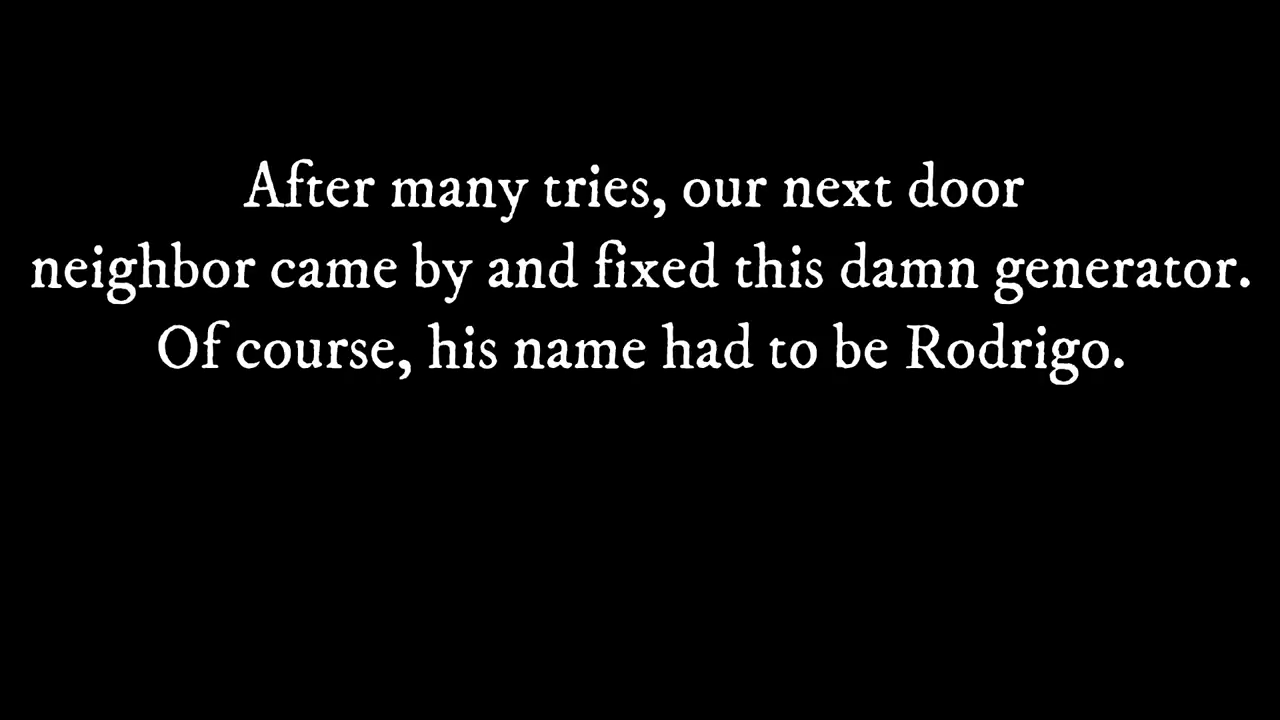 After many tries, our next door
neighbor came by and fixed this damn generator.
Of course, his name had to be Rodrigo.